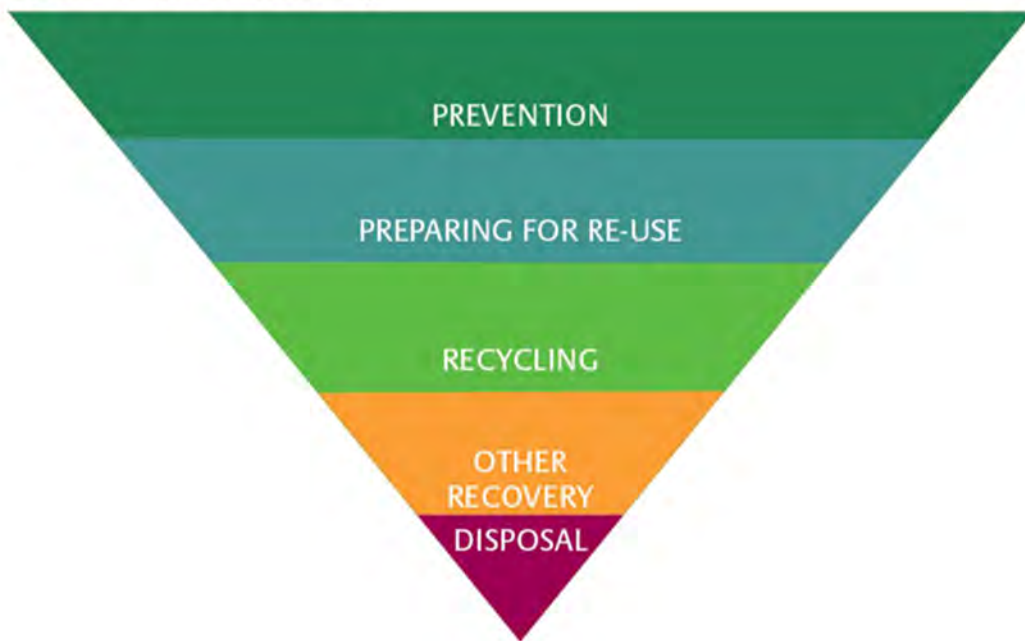 PREVENTION
PREPARING FOR RE-USE
RECYCLING
OTHER
RECOVERY
DISPOSAL